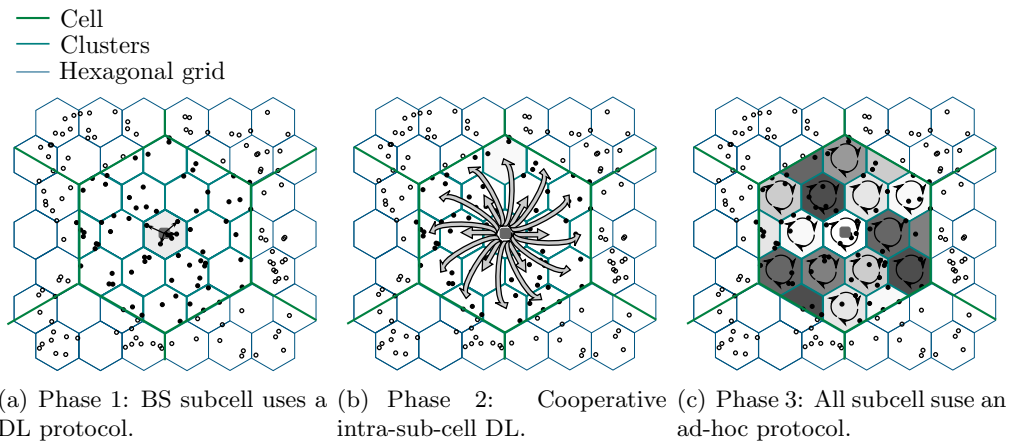 Cell
Clusters
Hexagonal grid
(a) Phase 1: BS subcell uses a
DL protocol.
(b) Phase 2: Cooperative
intra-sub-cell DL.
(c) Phase 3: All subcell suse an
ad-hoc protocol.